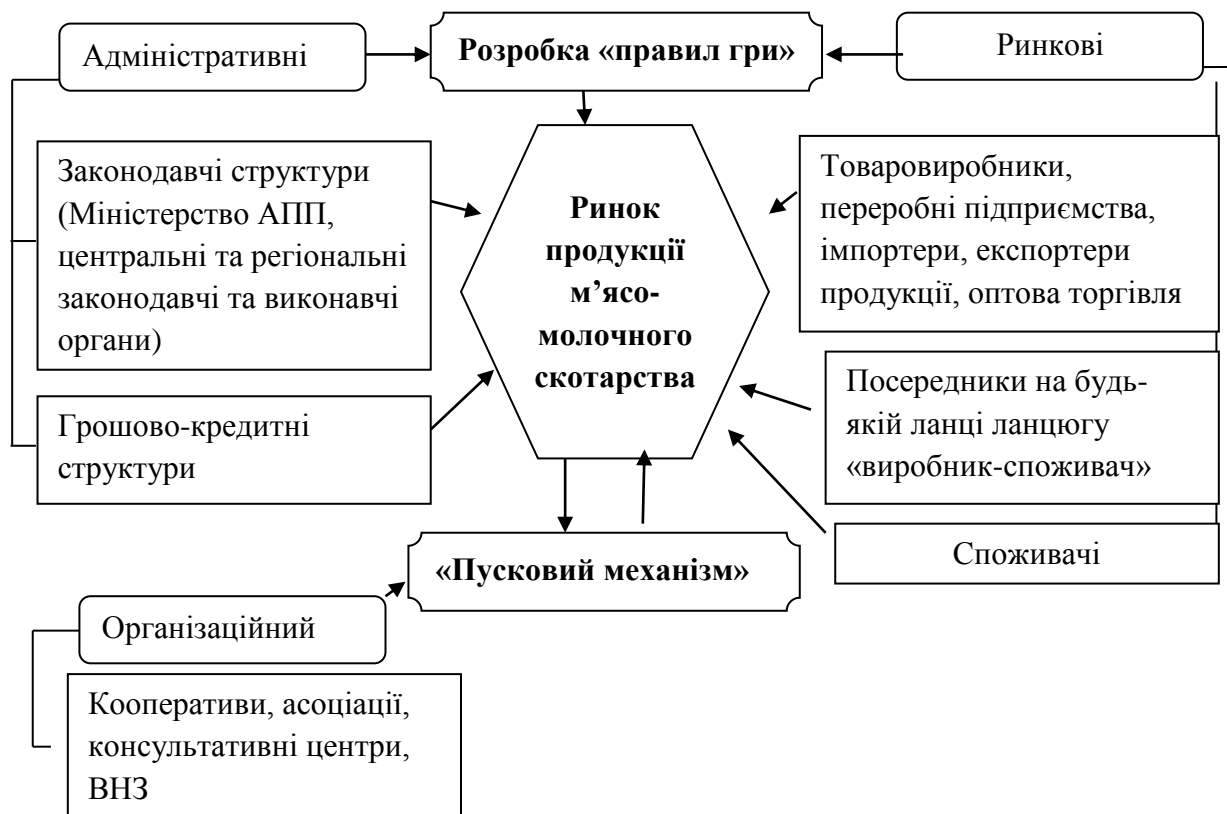 Адміністративні
Розробка «правил гри»
Ринкові
Законодавчі структури
(Міністерство АПП,
центральні та регіональні
законодавчі та виконавчі
органи)
Грошово-кредитні
структури
Ринок
продукції
м’ясо-
молочного
скотарства
Товаровиробники,
переробні підприємства,
імпортери, експортери
продукції, оптова торгівля
Посередники на будь-
якій ланці ланцюгу
«виробник-споживач»
Споживачі
«Пусковий механізм»
Організаційний
Кооперативи, асоціації,
консультативні центри,
ВНЗ